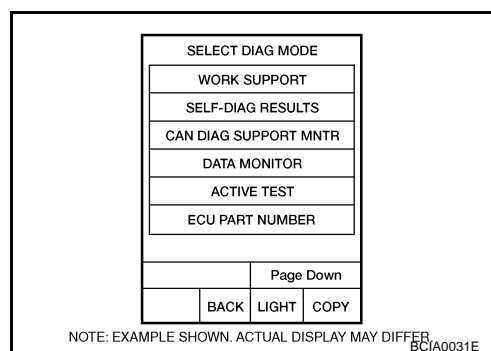 SELECT DIAG MODE
WORK SUPPORT
SELF-DIAG RESULTS
CAN DIAG SUPPORT MNTR
DATA MONITOR
ACTIVE TEST
ECU PART NUMBER
Page Down
BACK LIGHT COPY
NOTE: EXAMPLE SHOWN. ACTUAL DISPLAY MAY DIFFER
BCIA0031E